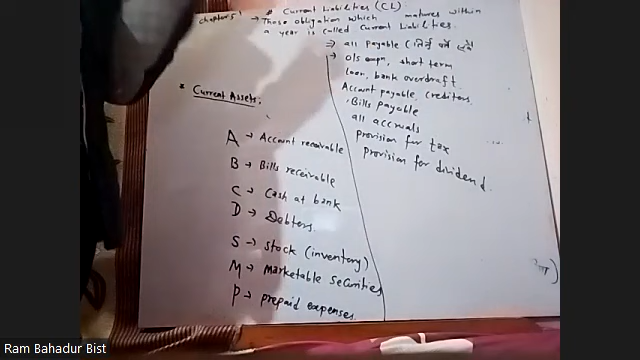 chapter 5
* Current Liabilities (CL)
→ Those obligation which matures within
a year is called Current Liabilities.
⇒ all payable (
→ o/s expn, short term
loan, bank overdraft.
Account payable, creditors.
Bills payable
all accruals
provision for tax
provision for dividend.
* Current Assets.
A → Account receivable
B → Bills receivable
C → Cash at bank
D → Debtors
S → Stock (inventory)
M → Marketable Securities
P → prepaid expenses.
Ram Bahadur Bist